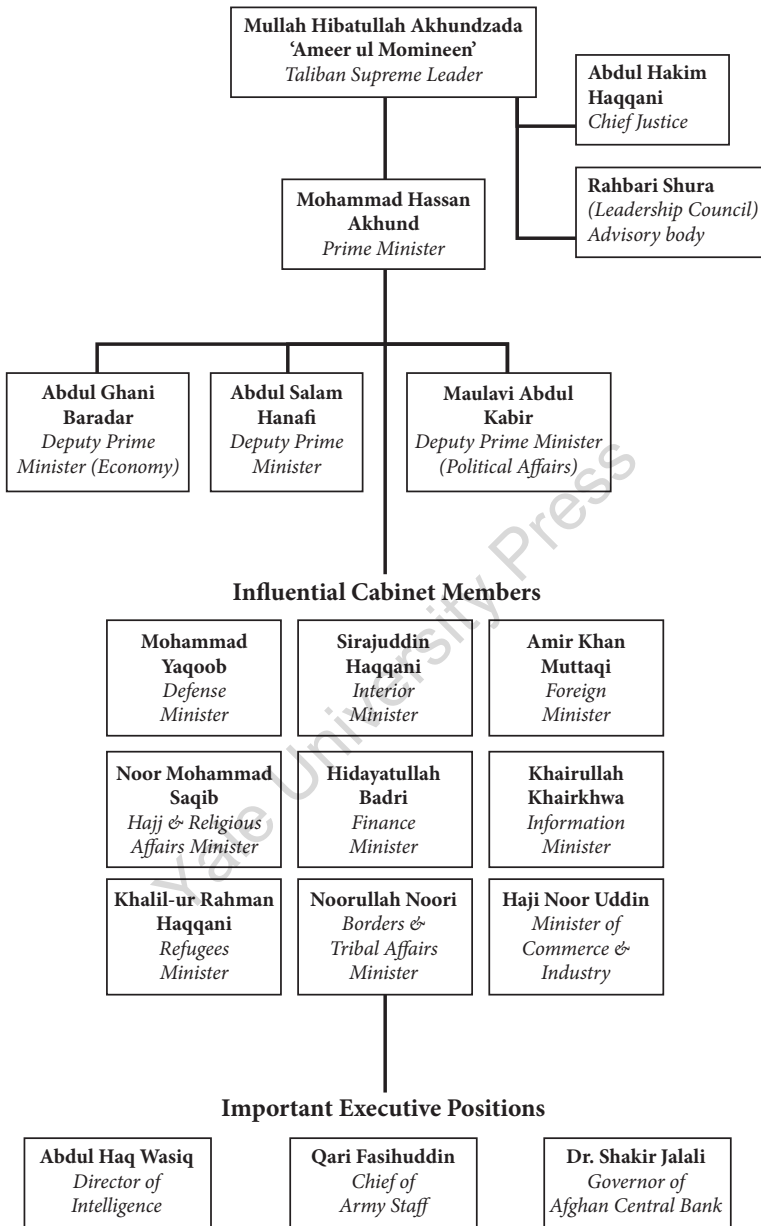 Mullah Hibatullah Akhundzada
‘Ameer ul Momineen’
Taliban Supreme Leader
Abdul Hakim
Haqqani
Chief Justice
Rahbari Shura
(Leadership Council)
Advisory body
Mohammad Hassan
Akhund
Prime Minister
Abdul Ghani
Baradar
Deputy Prime
Minister (Economy)
Abdul Salam
Hanafi
Deputy Prime
Minister
Maulavi Abdul
Kabir
Deputy Prime Minister
(Political Affairs)
Influential Cabinet Members
Mohammad
Yaqoob
Defense
Minister
Sirajuddin
Haqqani
Interior
Minister
Amir Khan
Muttaqi
Foreign
Minister
Noor Mohammad
Saqib
Hajj & Religious
Affairs Minister
Hidayatullah
Badri
Finance
Minister
Khairullah
Khairkhwa
Information
Minister
Khalil-ur Rahman
Haqqani
Refugees
Minister
Noorullah Noori
Borders &
Tribal Affairs
Minister
Haji Noor Uddin
Minister of
Commerce &
Industry
Important Executive Positions
Abdul Haq Wasiq
Director of
Intelligence
Qari Fasihuddin
Chief of
Army Staff
Dr. Shakir Jalali
Governor of
Afghan Central Bank
Yale University Press